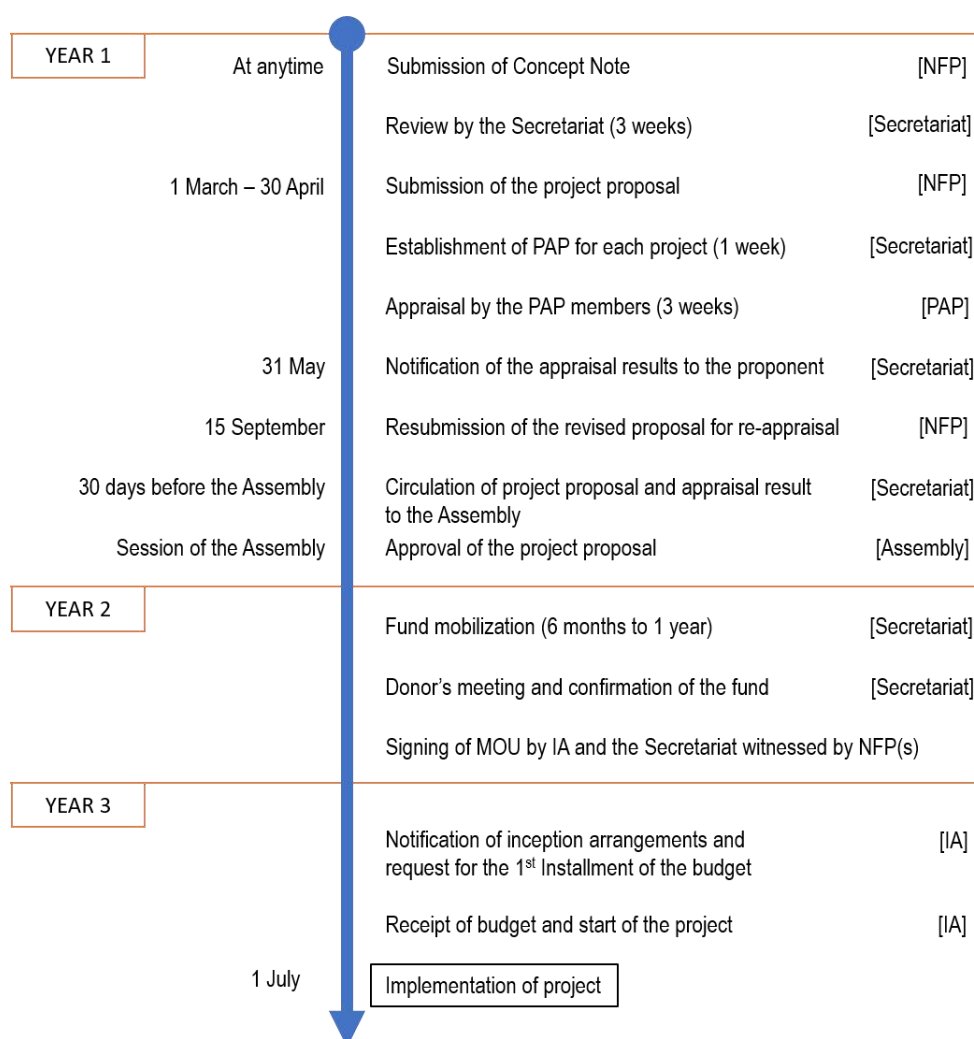 YEAR 1
At anytime Submission of Concept Note [NFP]
Review by the Secretariat (3 weeks) [Secretariat]
1 March – 30 April Submission of the project proposal [NFP]
Establishment of PAP for each project (1 week) [Secretariat]
Appraisal by the PAP members (3 weeks) [PAP]
31 May Notification of the appraisal results to the proponent [Secretariat]
15 September Resubmission of the revised proposal for re-appraisal [NFP]
30 days before the Assembly Circulation of project proposal and appraisal result [Secretariat]
to the Assembly
Session of the Assembly Approval of the project proposal [Assembly]
YEAR 2
Fund mobilization (6 months to 1 year) [Secretariat]
Donor’s meeting and confirmation of the fund [Secretariat]
Signing of MOU by IA and the Secretariat witnessed by NFP(s)
YEAR 3
Notification of inception arrangements and [IA]
request for the 1st Installment of the budget
Receipt of budget and start of the project [IA]
1 July Implementation of project